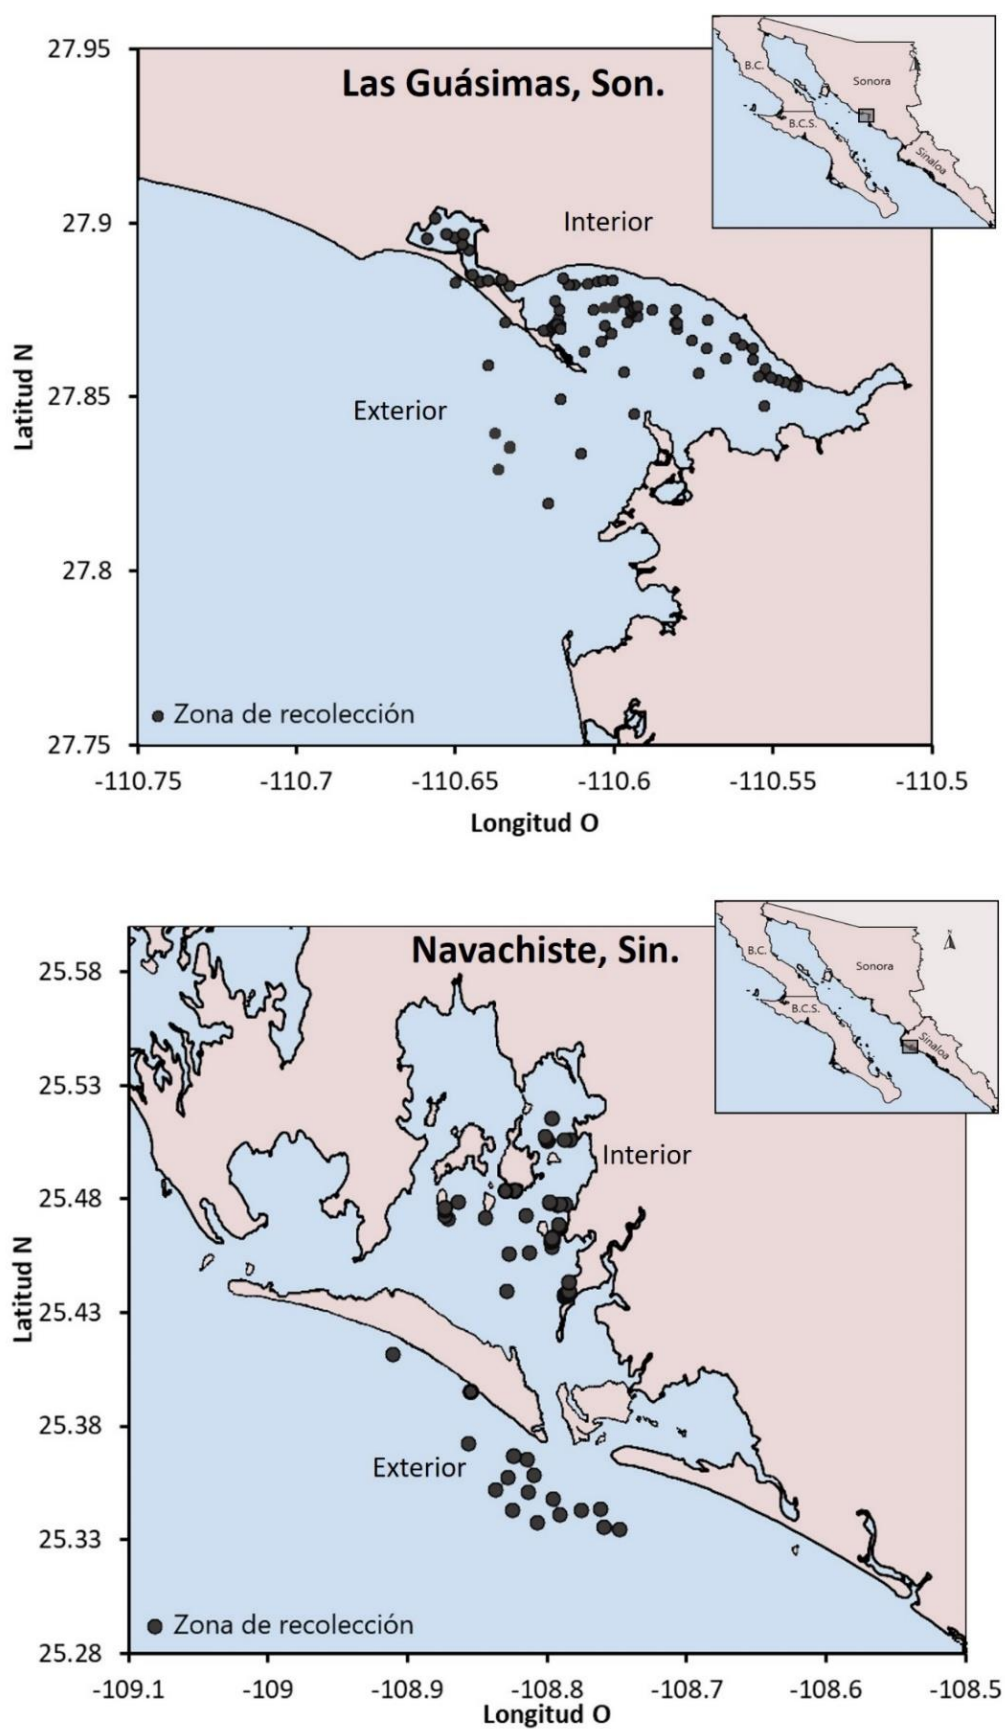 Las Guásimas, Son.
B.C.
Sonora
B.C.S.
Sinaloa
27.95
27.9
27.85
27.8
27.75
Latitud N
Interior
Exterior
Zona de recolección
-110.75
-110.7
-110.65
-110.6
-110.55
-110.5
Longitud O
Navachiste, Sin.
B.C.
Sonora
B.C.S.
Sinaloa
N
25.58
25.53
25.48
25.43
25.38
25.33
25.28
Latitud N
Interior
Exterior
Zona de recolección
-109.1
-109
-108.9
-108.8
-108.7
-108.6
-108.5
Longitud O